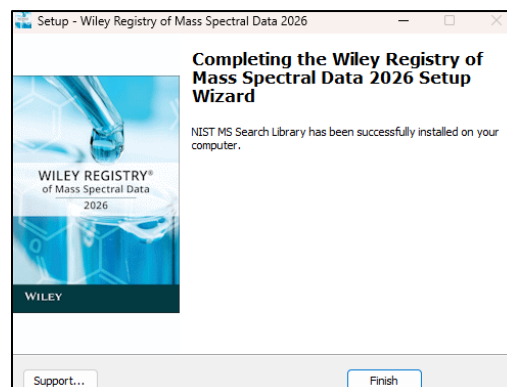 Setup - Wiley Registry of Mass Spectral Data 2026
Completing the Wiley Registry of
Mass Spectral Data 2026 Setup
Wizard
NIST MS Search Library has been successfully installed on your
computer.
WILEY REGISTRY®
of Mass Spectral Data
2026
WILEY
Support...
Finish